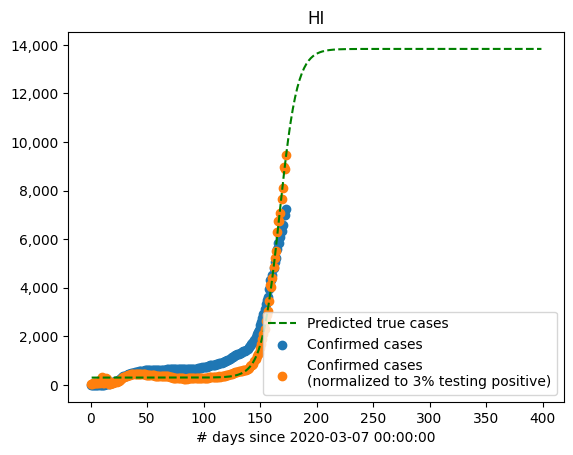 HI
14,000
12,000
10,000
8,000
6,000
4,000
2,000
0
Predicted true cases
Confirmed cases
Confirmed cases
(normalized to 3% testing positive)
0 50 100 150 200 250 300 350 400
# days since 2020-03-07 00:00:00